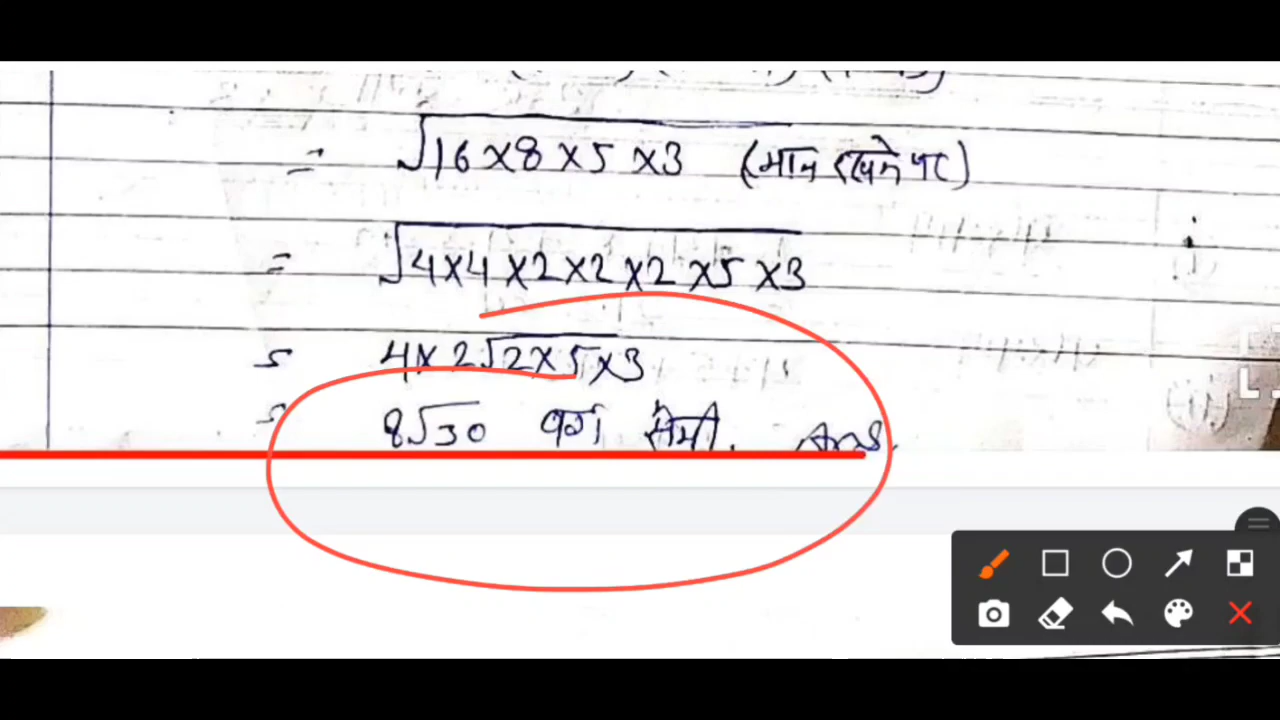 = √16×8×5×3 (मान रखने पर)
= √4×4×2×2×2×5×3
= 4×2√2×5×3
= 8√30 वर्ग सेमी. Ans.